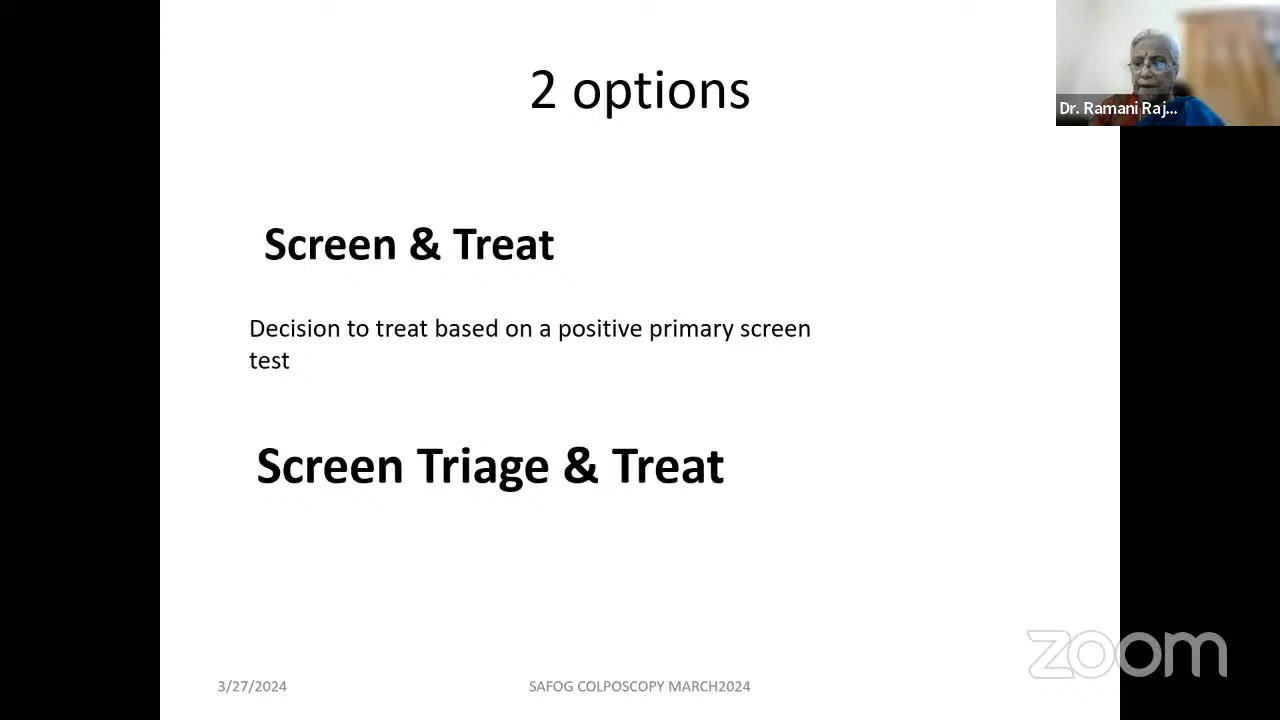 2 options
Dr. Ramani Raj...
Screen & Treat
Decision to treat based on a positive primary screen
test
Screen Triage & Treat
zoom
3/27/2024
SAFOG COLPOSCOPY MARCH2024